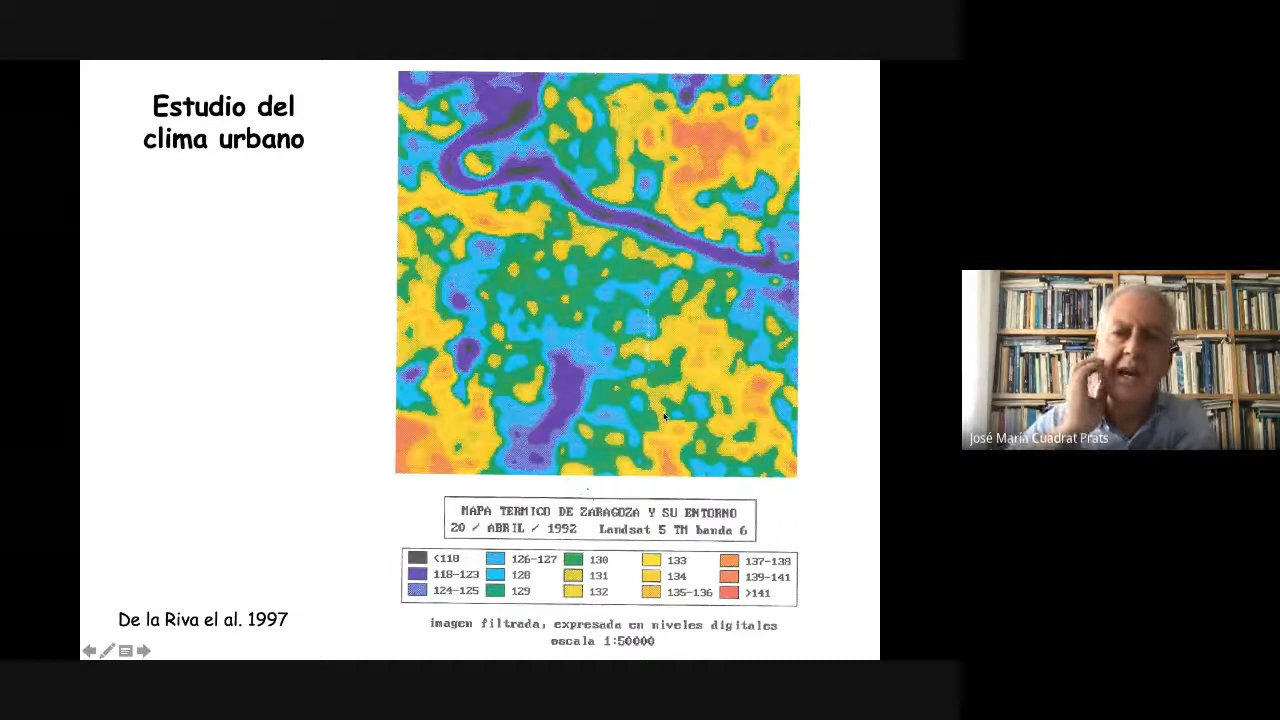 Estudio del
clima urbano
MAPA TERMICO DE ZARAGOZA Y SU ENTORNO
20 / ABRIL / 1992 Landsat 5 TM banda 6
<118
118-123
124-125
126-127
128
129
130
131
132
133
134
135-136
137-138
139-141
>141
imagen filtrada, expresada en niveles digitales
escala 1:50000
De la Riva el al. 1997
José María Cuadrat Prats